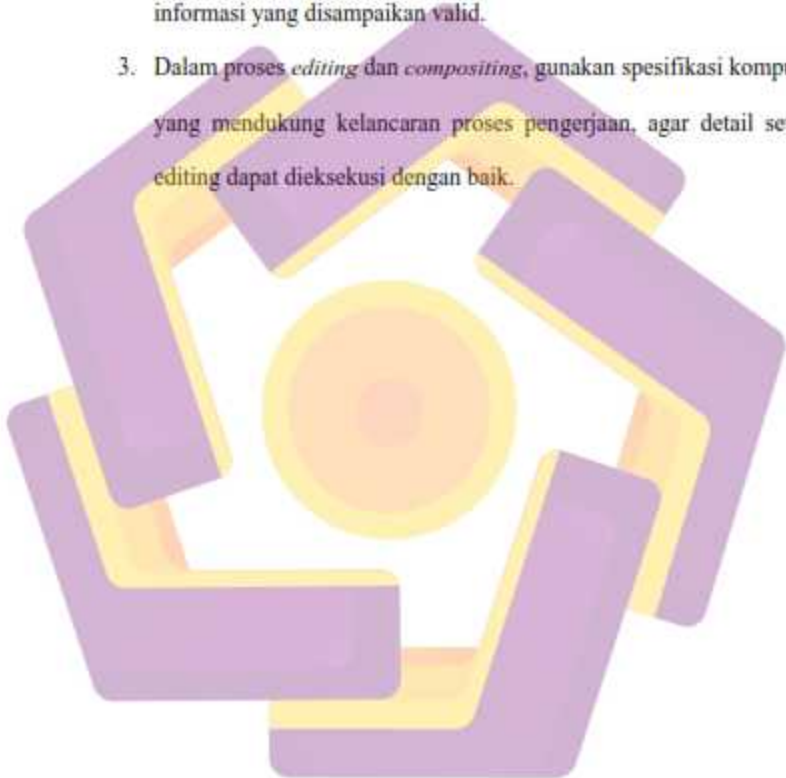 informasi yang disampaikan valid.
3. Dalam proses editing dan compositing, gunakan spesifikasi
yang mendukung kelancaran proses pengerjaan, agar detail
editing dapat dieksekusi dengan baik.